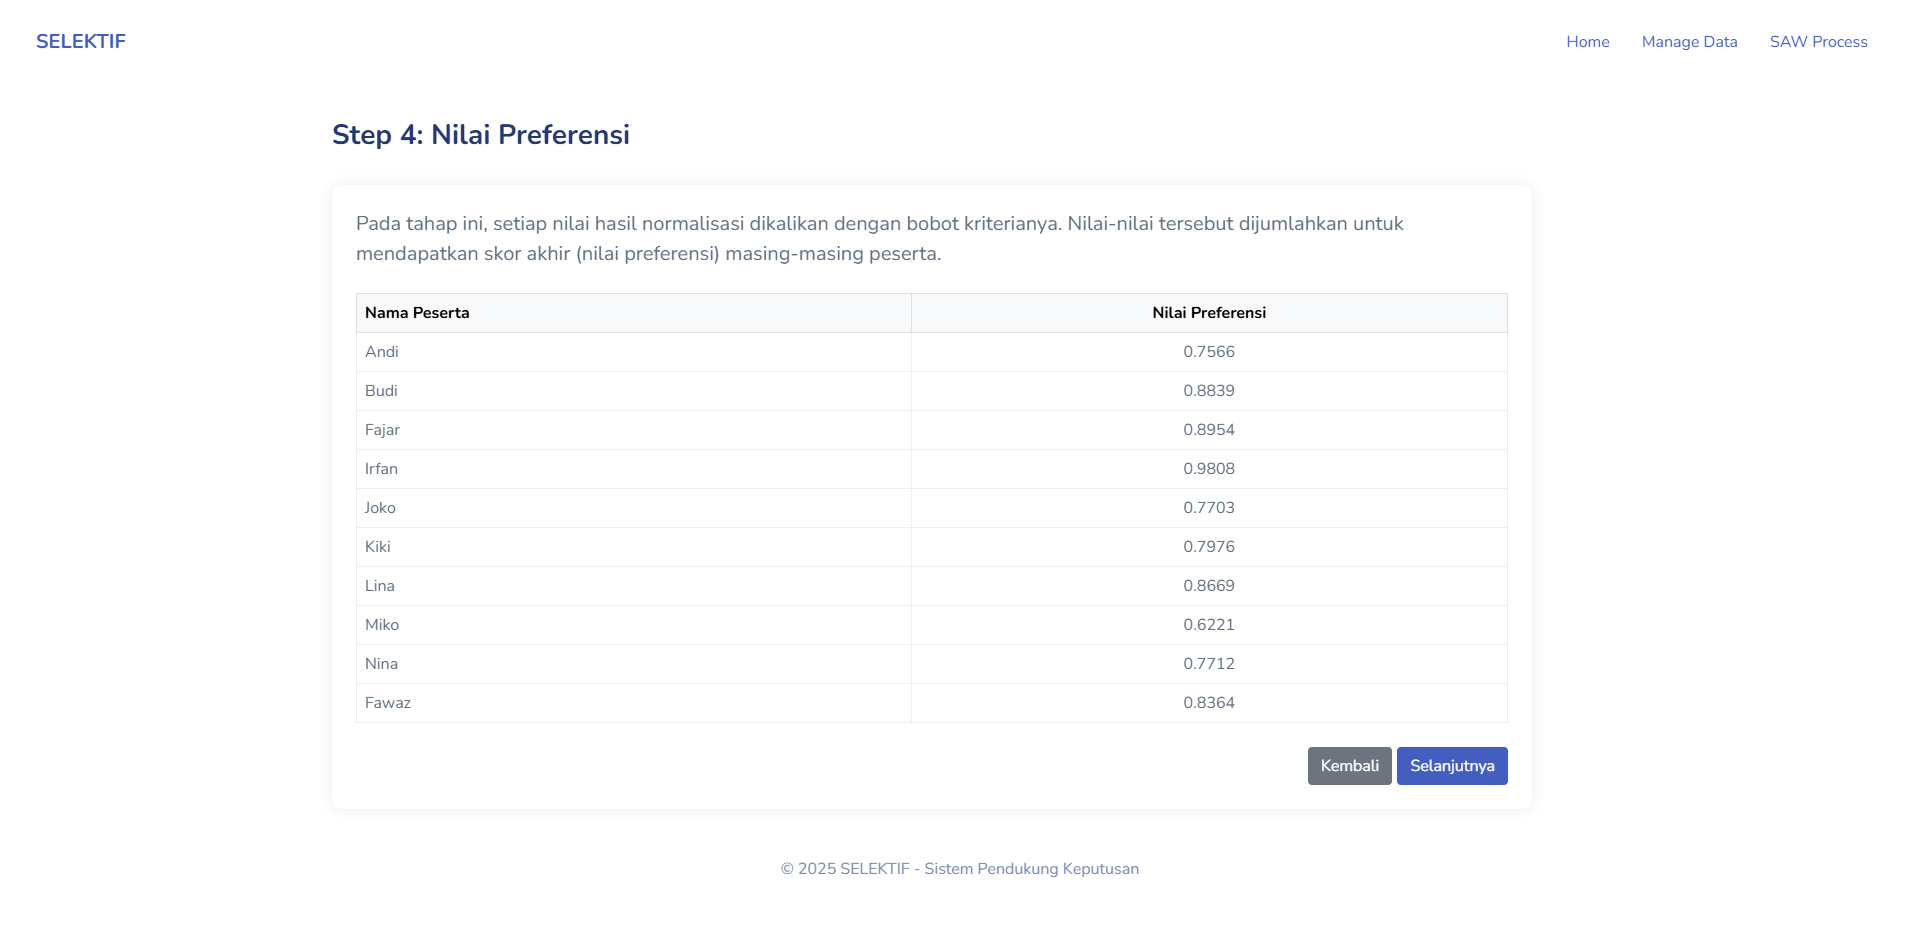 SELEKTIF
Home Manage Data SAW Process
Step 4: Nilai Preferensi
Pada tahap ini, setiap nilai hasil normalisasi dikalikan dengan bobot kriterianya. Nilai-nilai tersebut dijumlahkan untuk
mendapatkan skor akhir (nilai preferensi) masing-masing peserta.
Nama Peserta Nilai Preferensi
Andi 0.7566
Budi 0.8839
Fajar 0.8954
Irfan 0.9808
Joko 0.7703
Kiki 0.7976
Lina 0.8669
Miko 0.6221
Nina 0.7712
Fawaz 0.8364
Kembali Selanjutnya
© 2025 SELEKTIF - Sistem Pendukung Keputusan